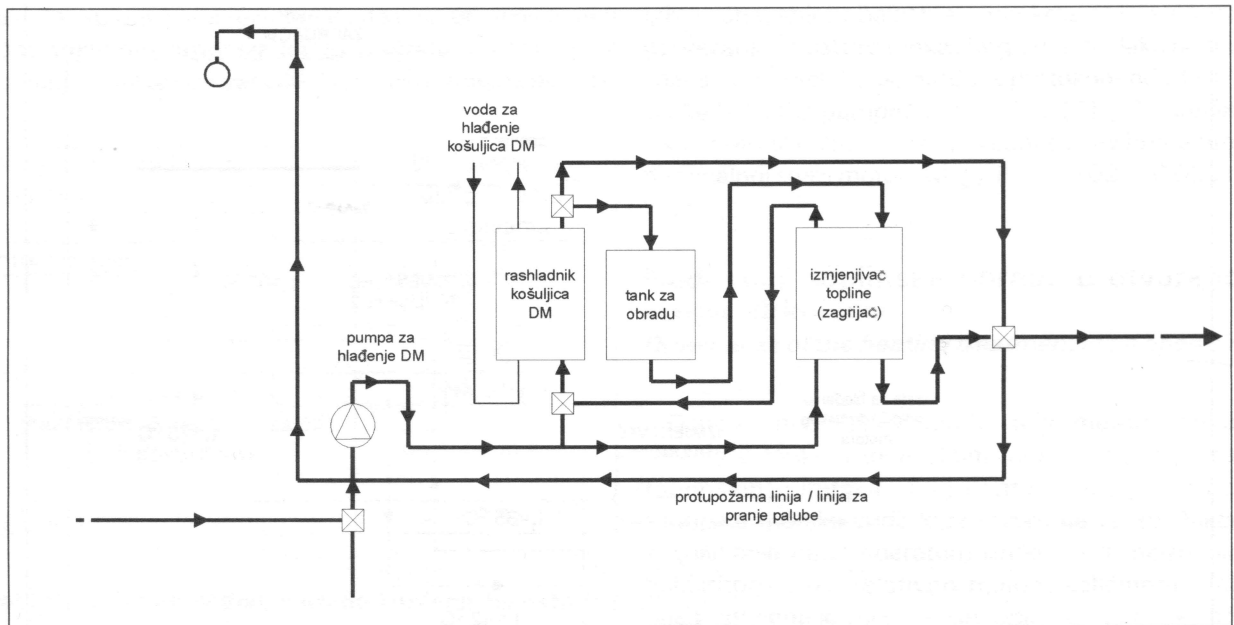 voda za
hlađenje
košuljica DM
rashladnik
košuljica
DM
tank za
obradu
izmjenjivač
topline
(zagrijač)
pumpa za
hlađenje DM
protupožarna linija / linija za
pranje palube